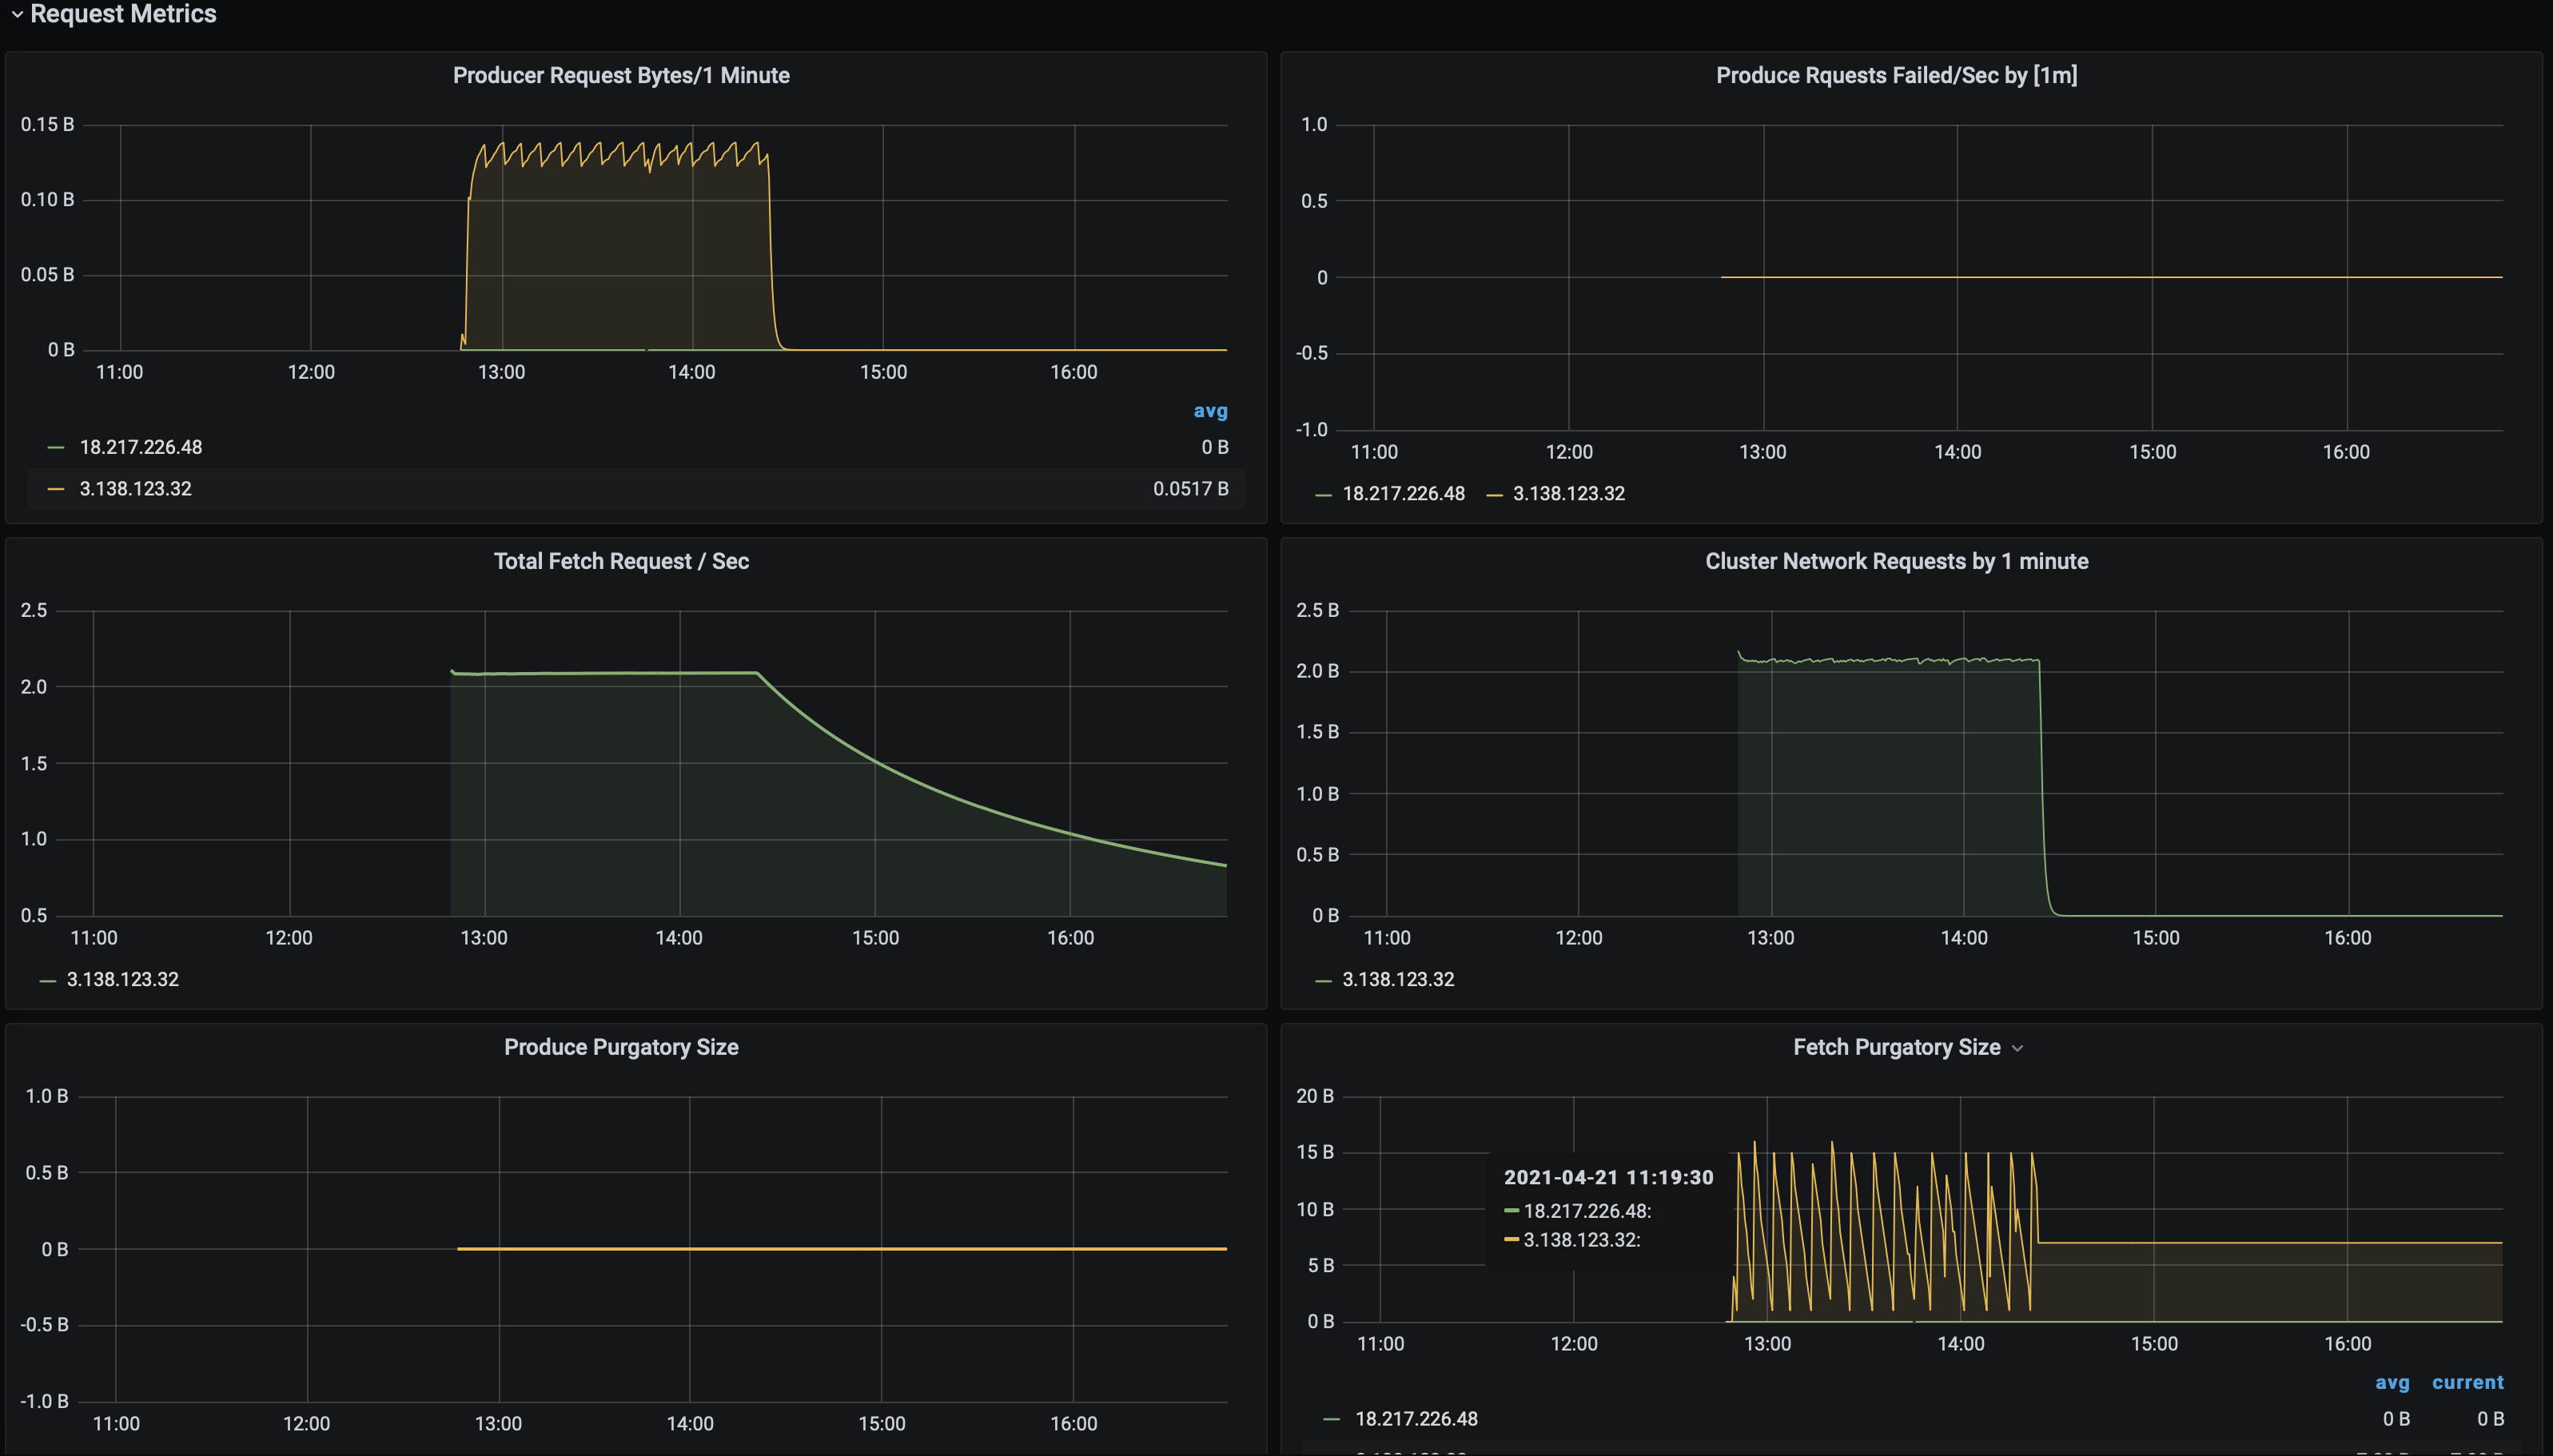 Request Metrics
Producer Request Bytes/1 Minute
0.15 B
0.10 B
0.05 B
0 B
11:00 12:00 13:00 14:00 15:00 16:00
avg
18.217.226.48 0 B
3.138.123.32 0.0517 B
Produce Rquests Failed/Sec by [1m]
1.0
0.5
0
-0.5
-1.0
11:00 12:00 13:00 14:00 15:00 16:00
18.217.226.48 3.138.123.32
Total Fetch Request / Sec
2.5
2.0
1.5
1.0
0.5
11:00 12:00 13:00 14:00 15:00 16:00
3.138.123.32
Cluster Network Requests by 1 minute
2.5 B
2.0 B
1.5 B
1.0 B
0.5 B
0 B
11:00 12:00 13:00 14:00 15:00 16:00
3.138.123.32
Produce Purgatory Size
1.0 B
0.5 B
0 B
-0.5 B
-1.0 B
11:00 12:00 13:00 14:00 15:00 16:00
Fetch Purgatory Size
20 B
15 B
10 B
5 B
0 B
2021-04-21 11:19:30
18.217.226.48:
3.138.123.32:
11:00 12:00 13:00 14:00 15:00 16:00
avg current
18.217.226.48 0 B 0 B